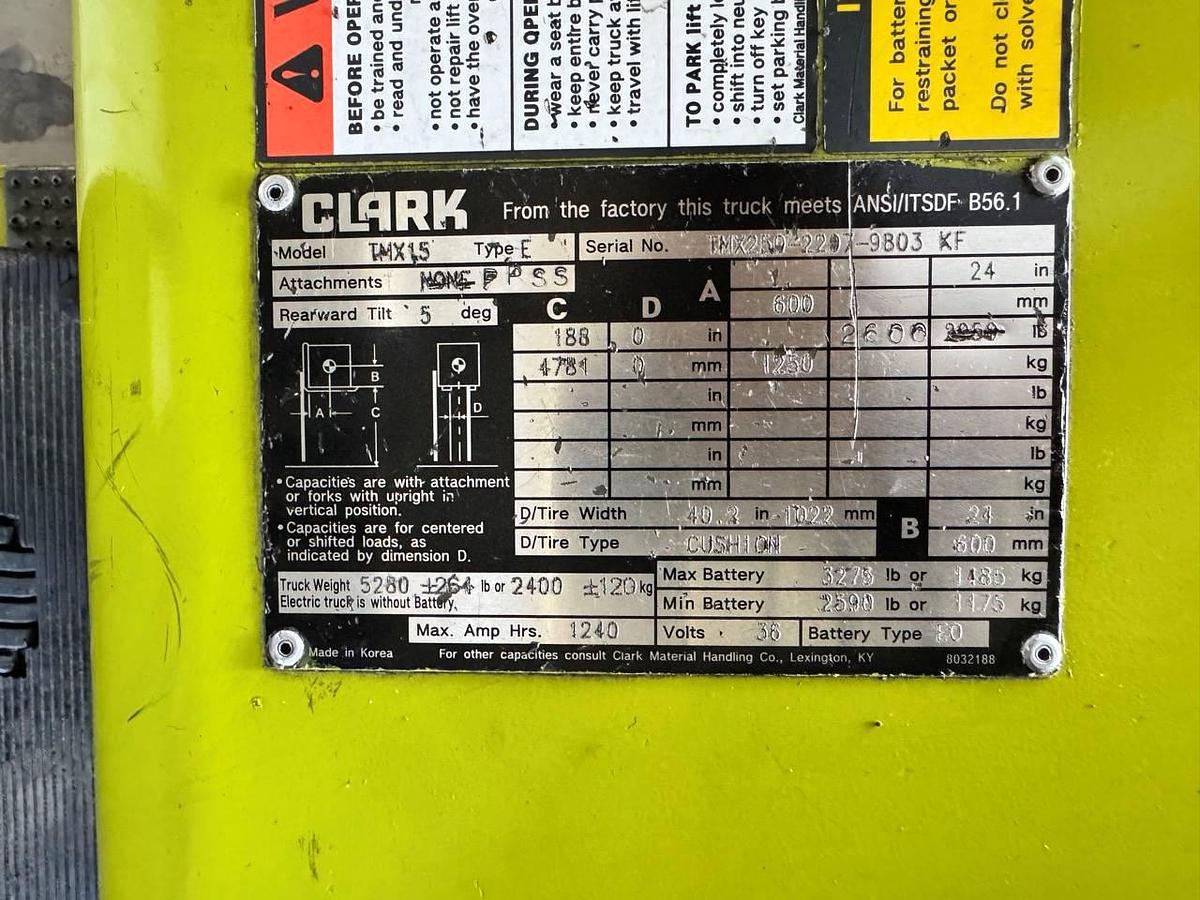 BEFORE OPER
• be trained and
• read and und
• not operate a
• not repair lift
• have the over
DURING OPER
• wear a seat b
• keep entire b
• never carry p
• keep truck a
• travel with lif
TO PARK lift
• completely lo
• shift into neu
• turn off key
• set parking b
Clark Material Handli
For batter
restraining
packet or
Do not cl
with solve
CLARK From the factory this truck meets ANSI/ITSDF B56.1
Model TMX15 Type E Serial No. KF
Attachments NONE P P S S A 24 in
Rearward Tilt 5 deg C D 600 mm
188 0 in 2600 lb
4781 0 mm 1250 kg
in lb
mm kg
in lb
mm kg
B
A C D
• Capacities are with attachment
or forks with upright in
vertical position.
• Capacities are for centered
or shifted loads, as
indicated by dimension D.
D/Tire Width 40.2 in 1022 mm B 24 in
D/Tire Type CUSHION 600 mm
Truck Weight 5280 ±264 lb or 2400 ±120 kg
Electric truck is without Battery.
Max Battery 3275 lb or 1485 kg
Min Battery 2590 lb or 1175 kg
Max. Amp Hrs. 1240 Volts 36 Battery Type
Made in Korea For other capacities consult Clark Material Handling Co., Lexington, KY 8032188